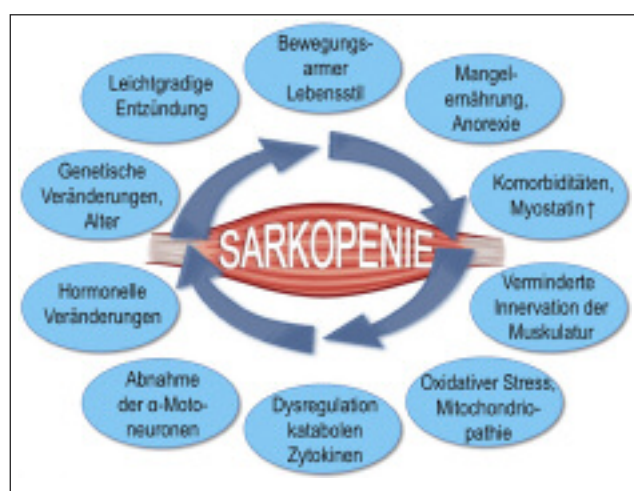 Bewegungs-
armer
Lebensstil
Mangel-
ernährung,
Anorexie
Komorbiditäten,
Myostatin †
Verminderte
Innervation der
Muskulatur
Oxidativer Stress,
Mitochondrio-
pathie
Dysregulation
katabolen
Zytokinen
Abnahme
der α-Moto-
neuronen
Hormonelle
Veränderungen
Genetische
Veränderungen,
Alter
Leichtgradige
Entzündung
SARKOPENIE